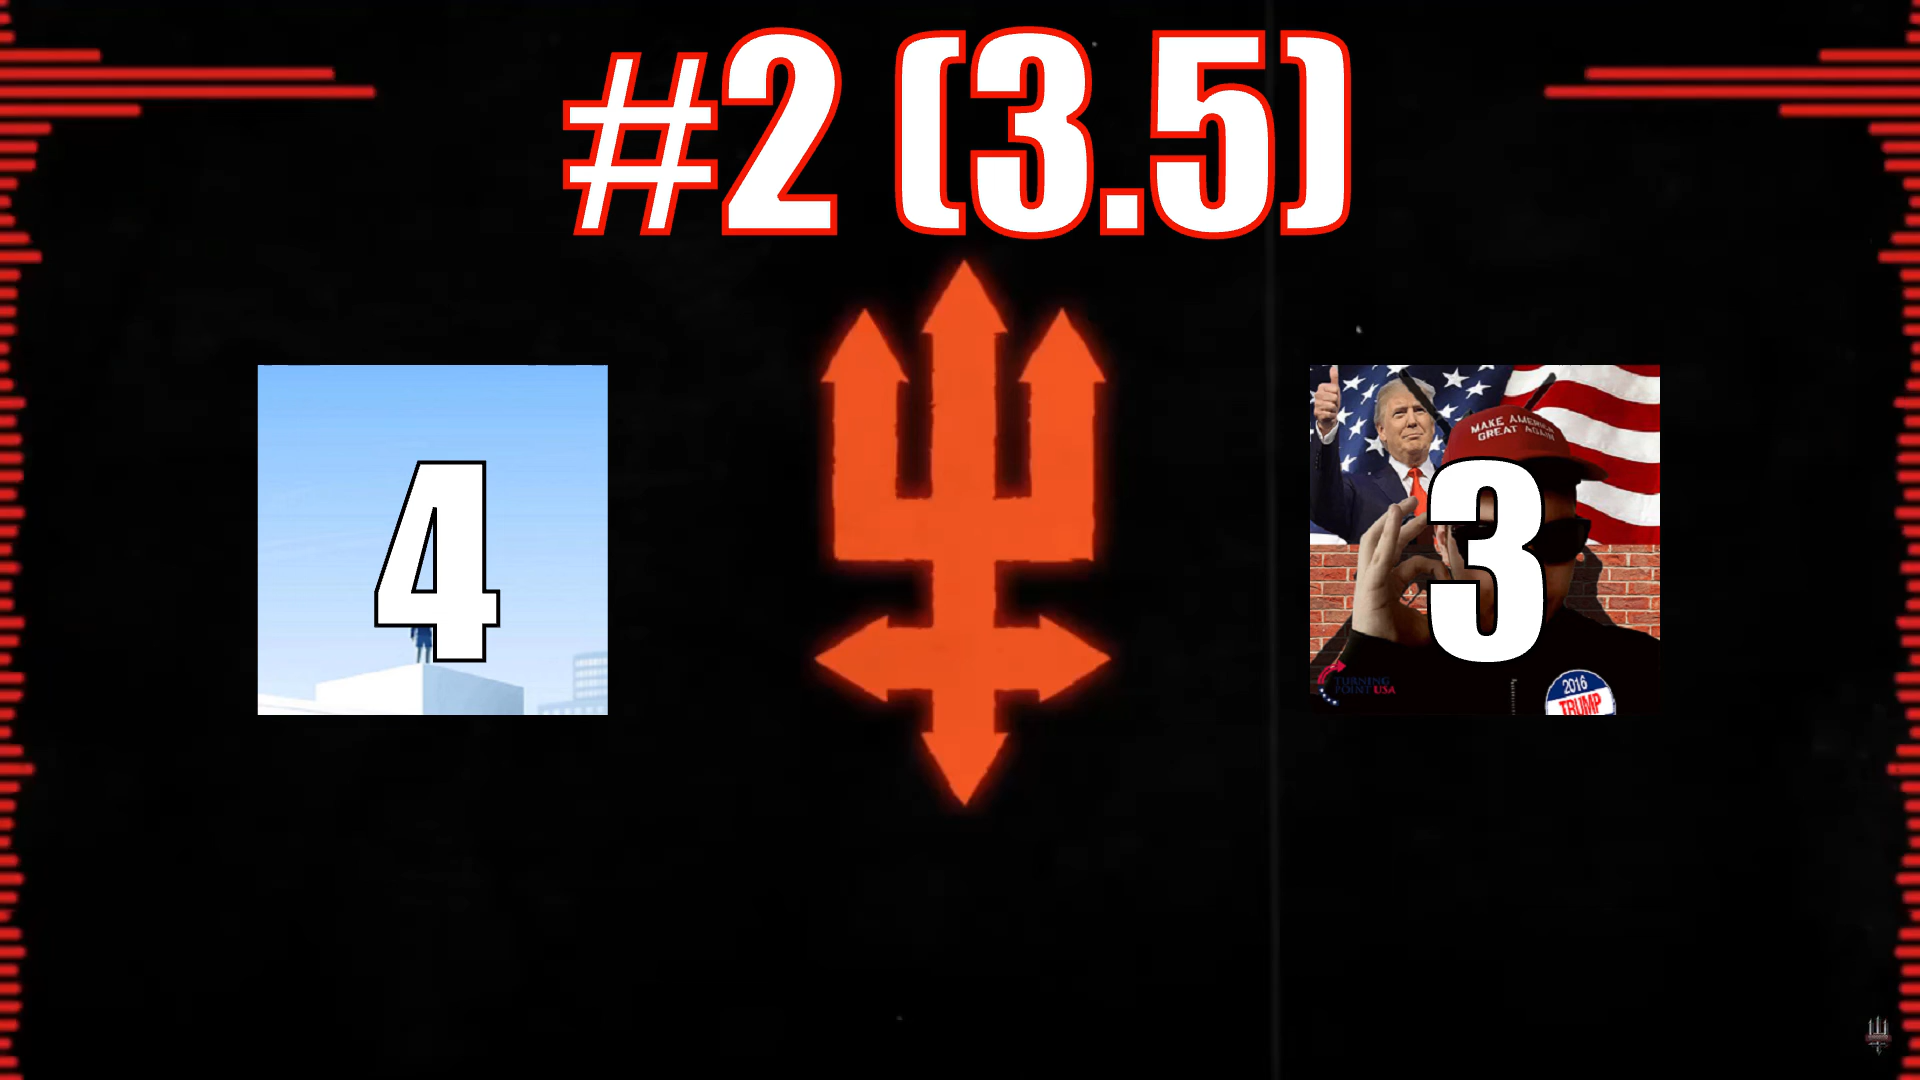 #2 (3.5)
4
MAKE AMERICA
GREAT AGAIN
3
TURNING
POINT USA
2016
TRUMP